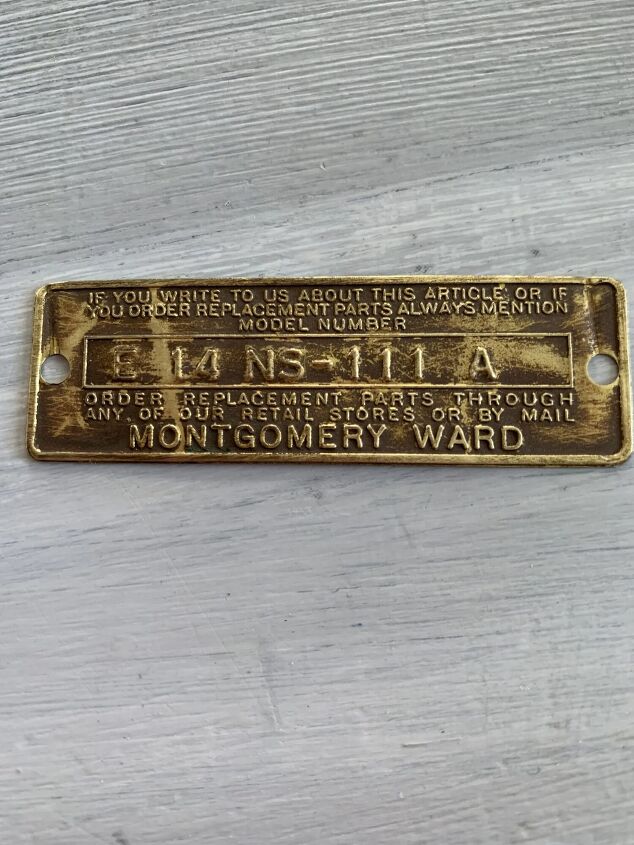 IF YOU WRITE TO US ABOUT THIS ARTICLE, OR IF
YOU ORDER REPLACEMENT PARTS ALWAYS MENTION
MODEL NUMBER
E 14 NS-111 A
ORDER REPLACEMENT PARTS THROUGH
ANY OF OUR RETAIL STORES OR BY MAIL
MONTGOMERY WARD